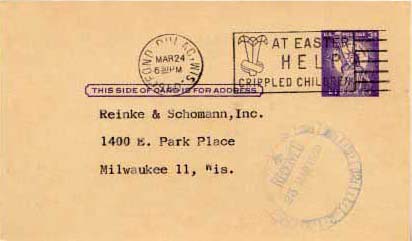 FOND DU LAC, WIS.
MAR 24
6 30 PM
AT EASTER
HELP
CRIPPLED CHILDREN
THIS SIDE OF CARD IS FOR ADDRESS
Reinke & Schomann,Inc.
1400 E. Park Place
Milwaukee 11, Wis.